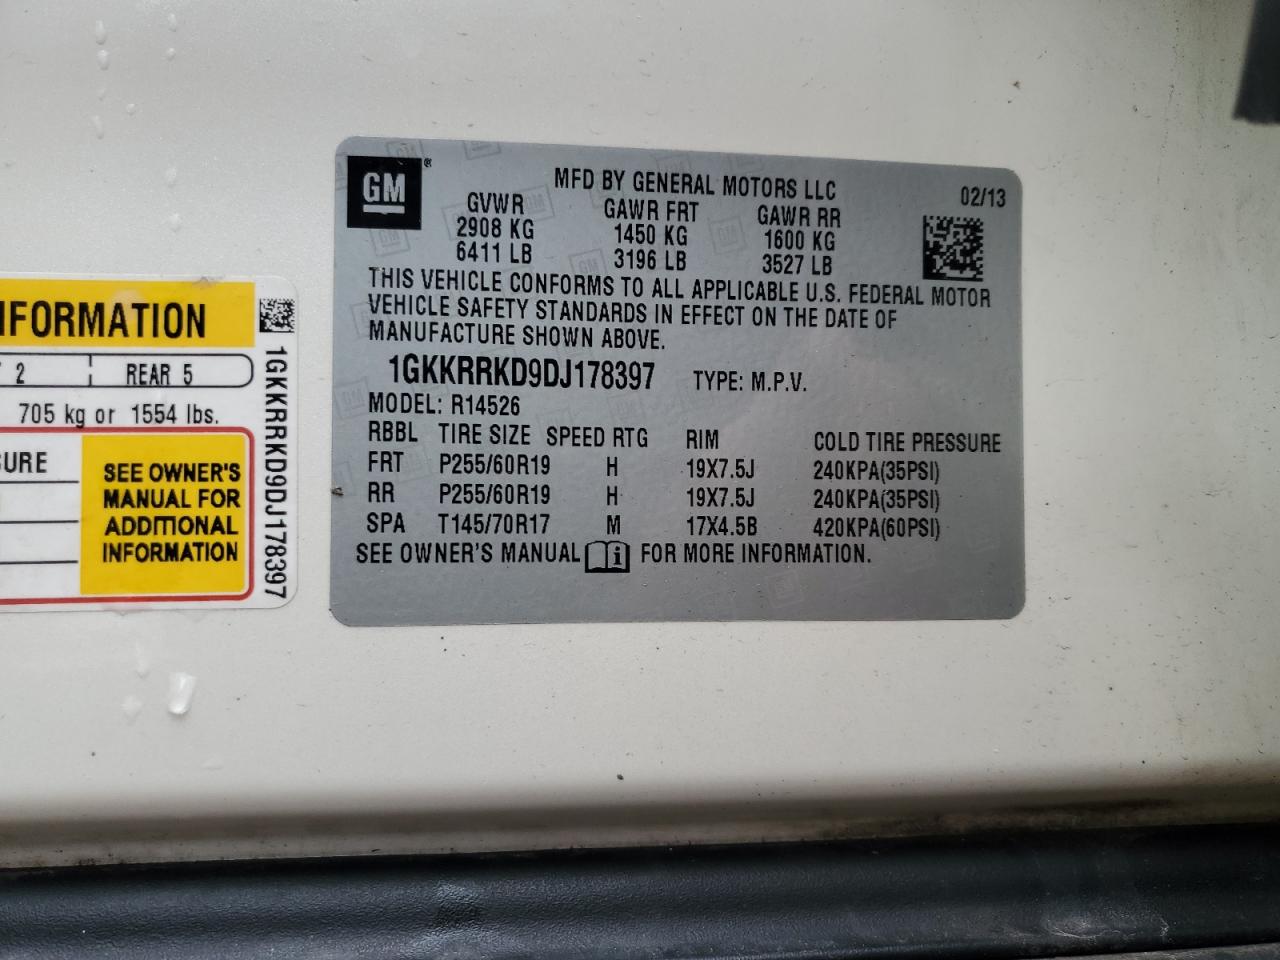 GM ®
MFD BY GENERAL MOTORS LLC 02/13
GVWR GAWR FRT GAWR RR
2908 KG 1450 KG 1600 KG
6411 LB 3196 LB 3527 LB
THIS VEHICLE CONFORMS TO ALL APPLICABLE U.S. FEDERAL MOTOR
VEHICLE SAFETY STANDARDS IN EFFECT ON THE DATE OF
MANUFACTURE SHOWN ABOVE.
1GKKRRKD9DJ178397 TYPE: M.P.V.
MODEL: R14526
RBBL TIRE SIZE SPEED RTG RIM COLD TIRE PRESSURE
FRT P255/60R19 H 19X7.5J 240KPA(35PSI)
RR P255/60R19 H 19X7.5J 240KPA(35PSI)
SPA T145/70R17 M 17X4.5B 420KPA(60PSI)
SEE OWNER'S MANUAL i FOR MORE INFORMATION.
NFORMATION
2 REAR 5
705 kg or 1554 lbs.
SURE
SEE OWNER'S
MANUAL FOR
ADDITIONAL
INFORMATION
1GKKRRKD9DJ178397